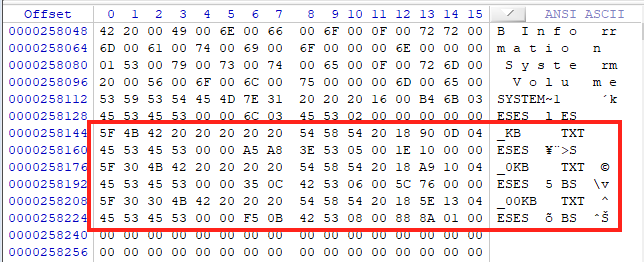 Offset 0 1 2 3 4 5 6 7 8 9 10 11 12 13 14 15 ANSI ASCII
0000258048 42 20 00 49 00 6E 00 66 00 6F 00 0F 00 72 72 00 B I n f o rr
0000258064 6D 00 61 00 74 00 69 00 6F 00 00 00 6E 00 00 00 m a t i o n
0000258080 01 53 00 79 00 73 00 74 00 65 00 0F 00 72 6D 00 S y s t e rm
0000258096 20 00 56 00 6F 00 6C 00 75 00 00 00 6D 00 65 00 V o l u m e
0000258112 53 59 53 54 45 4D 7E 31 20 20 20 16 00 B4 6B 03 SYSTEM~1 ´k
0000258128 45 53 45 53 00 00 6C 03 45 53 02 00 00 00 00 00 ESES l ES
0000258144 5F 4B 42 20 20 20 20 20 54 58 54 20 18 90 0D 04 _KB TXT
0000258160 45 53 45 53 00 00 A5 A8 3E 53 05 00 1E 10 00 00 ESES ¥¨>S
0000258176 5F 30 4B 42 20 20 20 20 54 58 54 20 18 A9 10 04 _0KB TXT ©
0000258192 45 53 45 53 00 00 35 0C 42 53 06 00 5C 76 00 00 ESES 5 BS \v
0000258208 5F 30 30 4B 42 20 20 20 54 58 54 20 18 5E 13 04 _00KB TXT ^
0000258224 45 53 45 53 00 00 F5 0B 42 53 08 00 88 8A 01 00 ESES õ BS ˆŠ
0000258240 00 00 00 00 00 00 00 00 00 00 00 00 00 00 00 00
0000258256 00 00 00 00 00 00 00 00 00 00 00 00 00 00 00 00